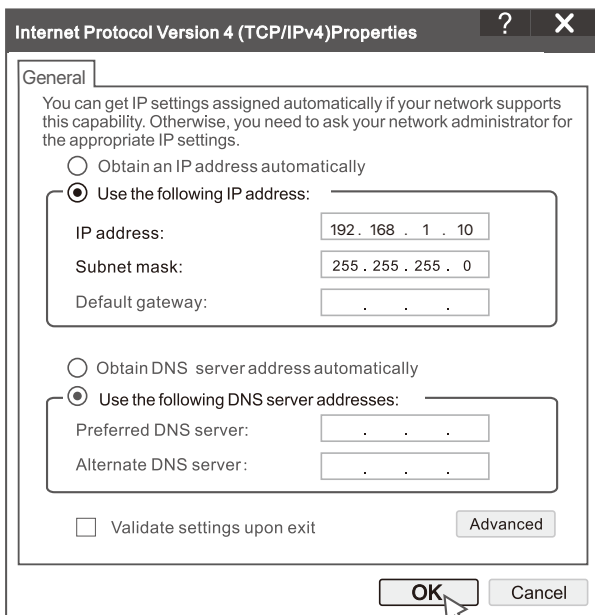 Internet Protocol Version 4 (TCP/IPv4)Properties ? X
General
You can get IP settings assigned automatically if your network supports
this capability. Otherwise, you need to ask your network administrator for
the appropriate IP settings.
Obtain an IP address automatically
Use the following IP address:
IP address: 192. 168 . 1 . 10
Subnet mask: 255 . 255 . 255 . 0
Default gateway: . . .
Obtain DNS server address automatically
Use the following DNS server addresses:
Preferred DNS server: . . .
Alternate DNS server: . . .
Validate settings upon exit Advanced
OK Cancel